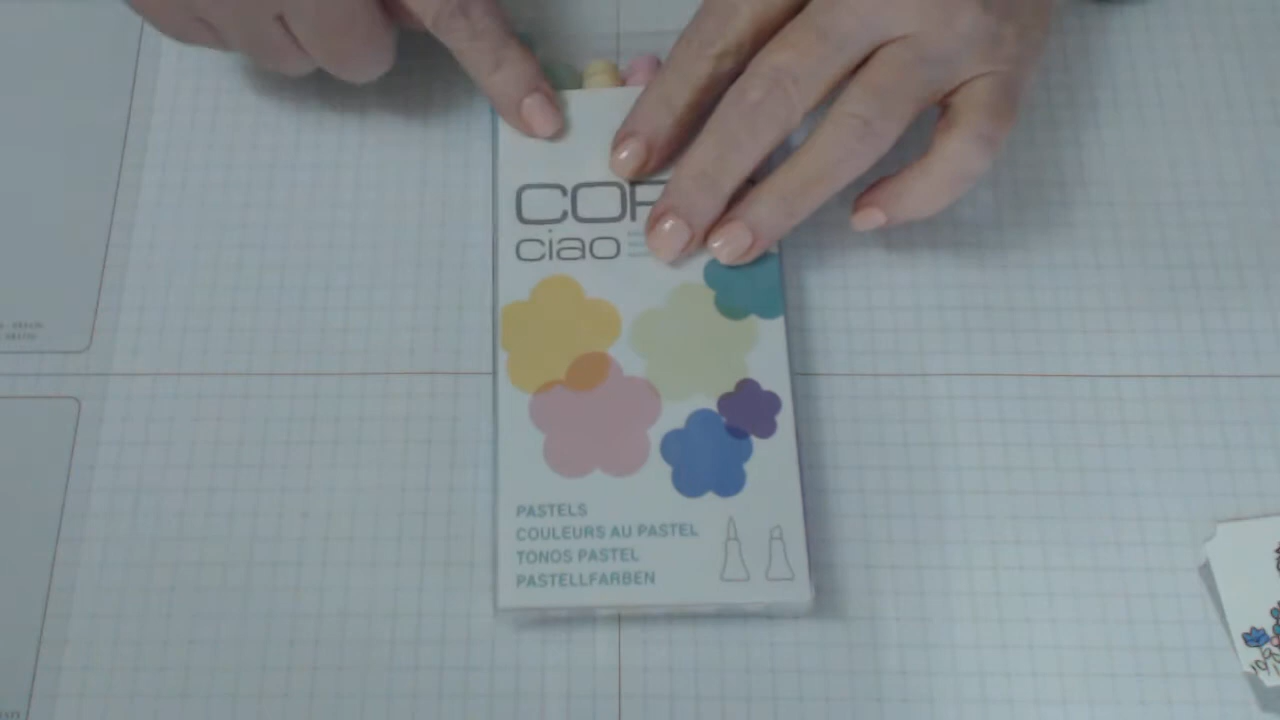 COP
ciao
PASTELS
COULEURS AU PASTEL
TONOS PASTEL
PASTELLFARBEN